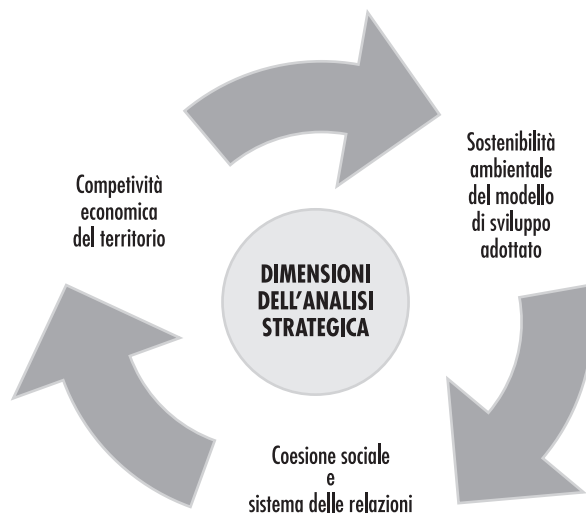 Competività
economica
del territorio
Sostenibilità
ambientale
del modello
di sviluppo
adottato
DIMENSIONI
DELL'ANALISI
STRATEGICA
Coesione sociale
e
sistema delle relazioni